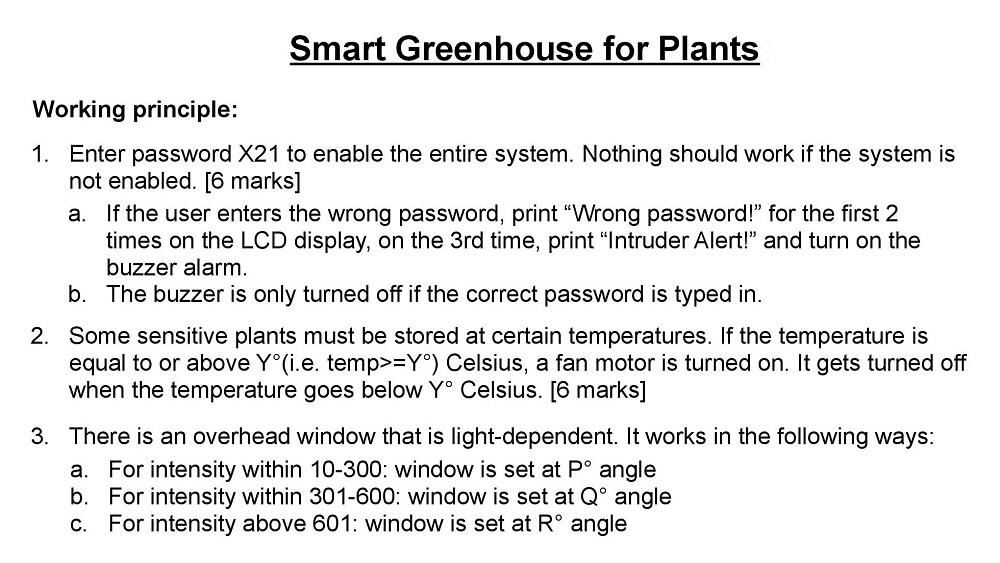 Smart Greenhouse for Plants
Working principle:
1. Enter password X21 to enable the entire system. Nothing should work if the system is
not enabled. [6 marks]
a. If the user enters the wrong password, print “Wrong password!” for the first 2
times on the LCD display, on the 3rd time, print “Intruder Alert!” and turn on the
buzzer alarm.
b. The buzzer is only turned off if the correct password is typed in.
2. Some sensitive plants must be stored at certain temperatures. If the temperature is
equal to or above Y°(i.e. temp>=Y°) Celsius, a fan motor is turned on. It gets turned off
when the temperature goes below Y° Celsius. [6 marks]
3. There is an overhead window that is light-dependent. It works in the following ways:
a. For intensity within 10-300: window is set at P° angle
b. For intensity within 301-600: window is set at Q° angle
c. For intensity above 601: window is set at R° angle